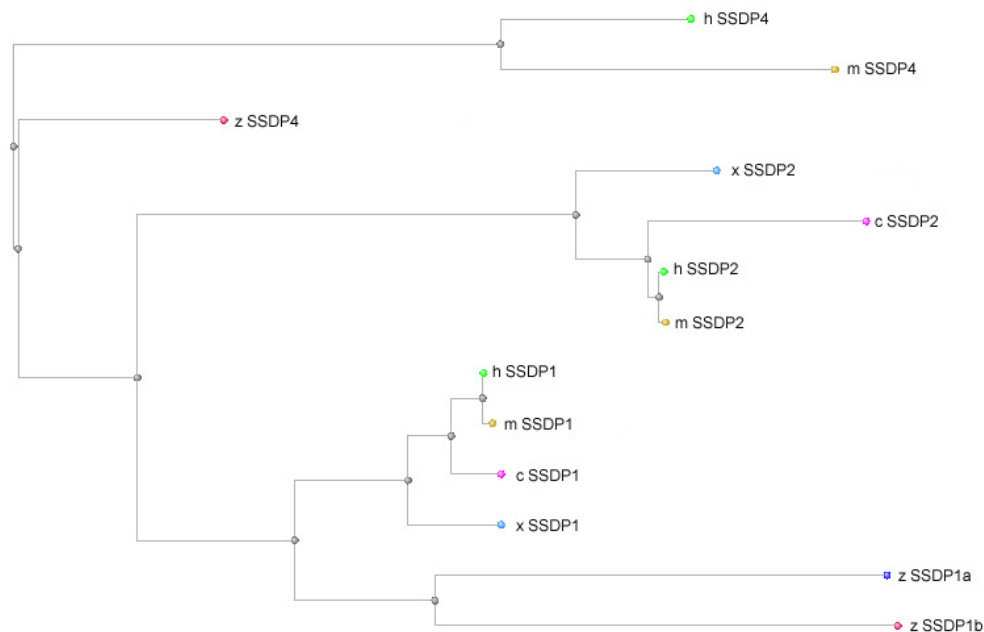 h SSDP4
m SSDP4
z SSDP4
x SSDP2
c SSDP2
h SSDP2
m SSDP2
h SSDP1
m SSDP1
c SSDP1
x SSDP1
z SSDP1a
z SSDP1b